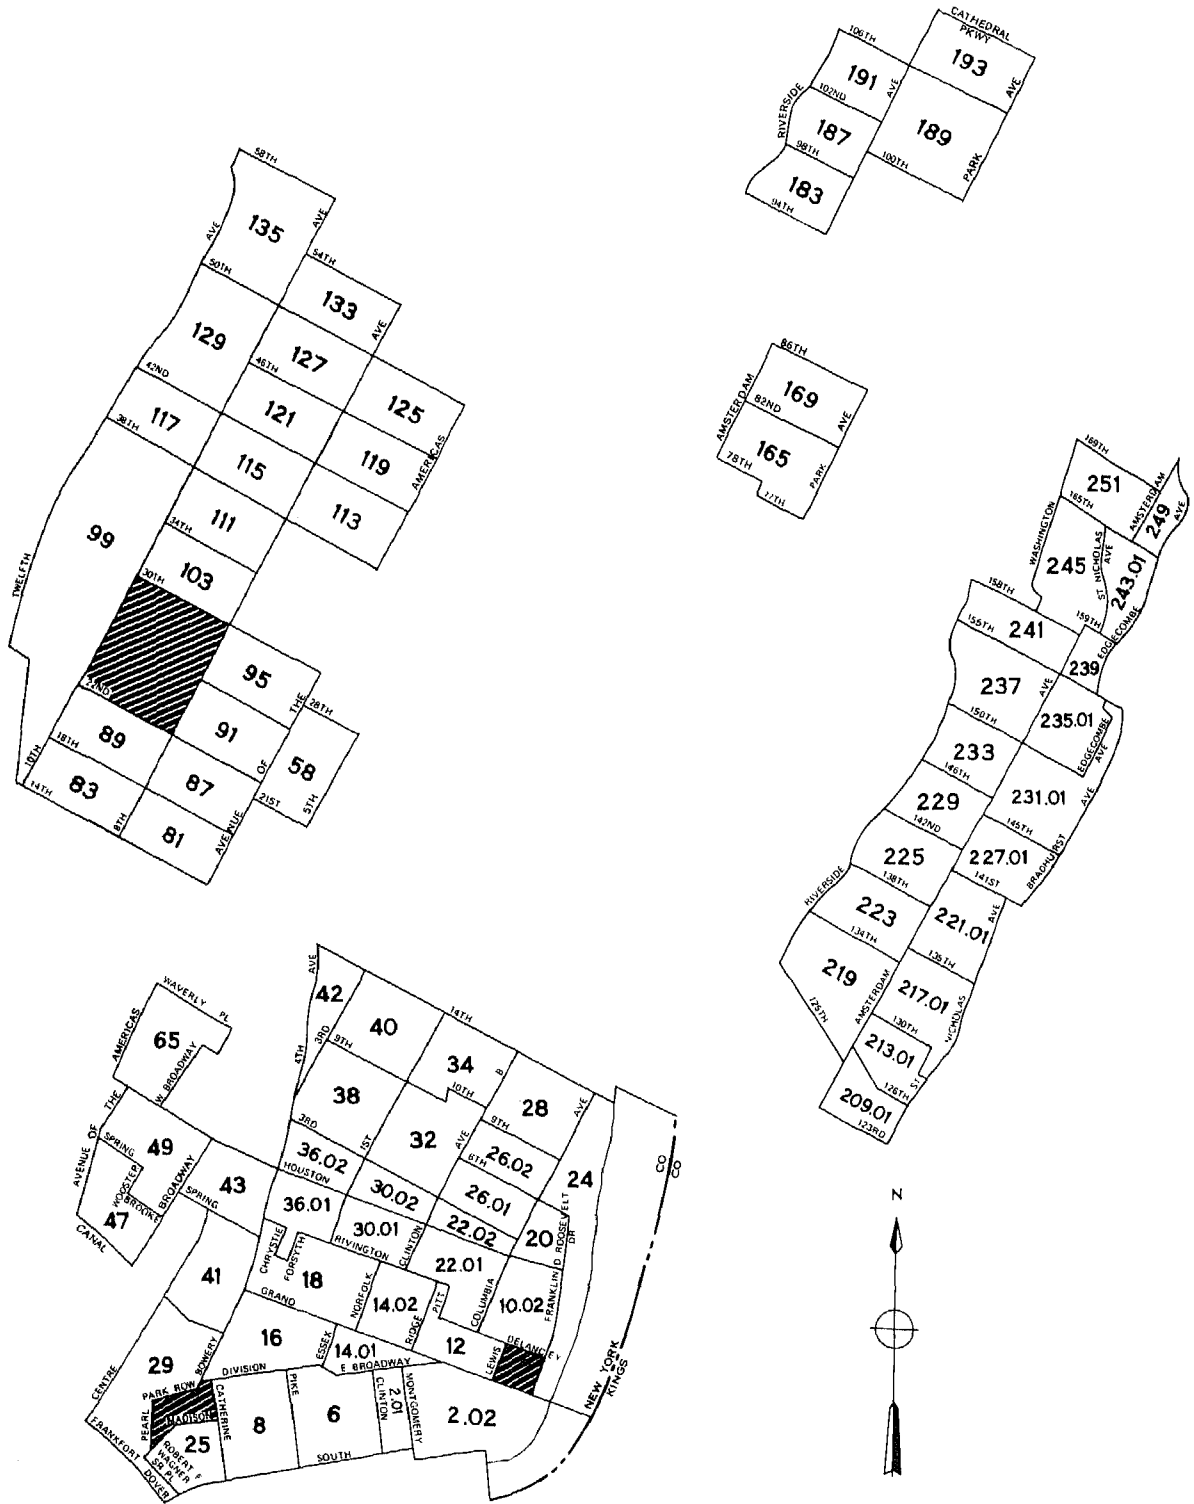 CATHEDRAL
PKWY
193
AVE
106TH
191
AVE
102ND
RIVERSIDE
187
98TH
189
100TH
PARK
183
94TH
58TH
135
AVE
AVE
50TH
54TH
133
AVE
129
127
46TH
42ND
125
117
121
38TH
119
AMERICAS
115
113
111
34TH
99
103
30TH
TWELFTH
95
THE
28TH
22ND
91
89
18TH
OF
58
10TH
87
83
14TH
21ST
5TH
8TH
81
AVENUE
86TH
169
AMSTERDAM
82ND
AVE
165
78TH
PARK
77TH
169TH
251
AMSTERDAM
165TH
249
AVE
WASHINGTON
245
ST NICHOLAS
AVE
243.01
158TH
159TH
EDGECOMBE
241
155TH
239
237
AVE
235.01
150TH
EDGECOMBE
AVE
233
146TH
231.01
AVE
229
145TH
142ND
227.01
BRADHURST
225
141ST
138TH
RIVERSIDE
223
AVE
221.01
134TH
135TH
219
AMSTERDAM
217.01
125TH
130TH
NICHOLAS
213.01
ST
126TH
209.01
123RD
WAVERLY
PL
AMERICAS
65
W BROADWAY
THE
AVENUE OF
SPRING
49
WOOSTER
BROOME
BROADWAY
47
CANAL
SPRING
43
AVE
42
14TH
3RD
9TH
40
4TH
34
B
10TH
38
28
AVE
3RD
1ST
32
9TH
AVE
26.02
6TH
24
36.02
HOUSTON
30.02
26.01
36.01
22.02
20
FRANKLIN D ROOSEVELT
DR
30.01
RIVINGTON
CLINTON
CHRYSTIE
FORSYTH
18
22.01
41
GRAND
NORFOLK
14.02
PITT
COLUMBIA
10.02
RIDGE
DELANCEY
16
ESSEX
12
LEWIS
14.01
E BROADWAY
29
BOWERY
DIVISION
CENTRE
PARK ROW
PEARL
MADISON
CATHERINE
PIKE
CLINTON
2.01
MONTGOMERY
8
6
2.02
25
FRANKFORT
ROBERT F
WAGNER
SR PL
DOVER
SOUTH
CO
CO
NEW YORK
KINGS
N